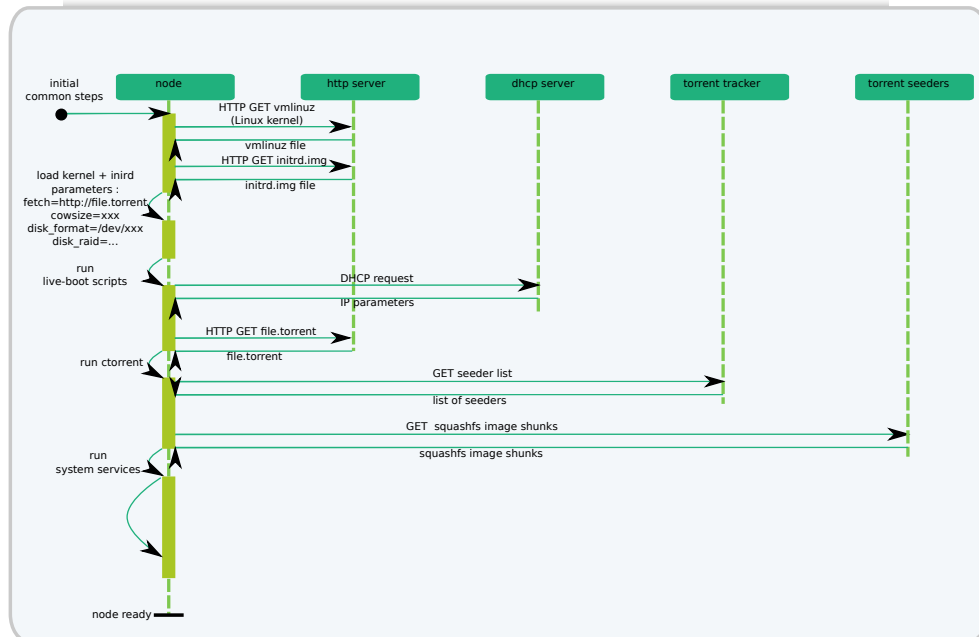 initial
common steps
node
http server
dhcp server
torrent tracker
torrent seeders
HTTP GET vmlinuz
(Linux kernel)
vmlinuz file
HTTP GET initrd.img
initrd.img file
load kernel + inird
parameters :
fetch=http://file.torrent
cowsize=xxx
disk_format=/dev/xxx
disk_raid=...
run
live-boot scripts
DHCP request
IP parameters
HTTP GET file.torrent
file.torrent
run ctorrent
GET seeder list
list of seeders
GET  squashfs image shunks
squashfs image shunks
run
system services
node ready